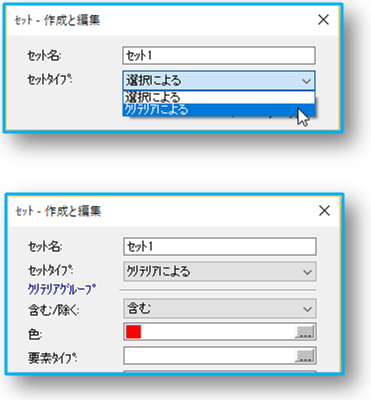 セット - 作成と編集
セット名:
セット1
セットタイプ:
選択による
選択による
クリテリアによる
セット - 作成と編集
セット名:
セット1
セットタイプ:
クリテリアによる
クリテリアグループ
含む/除く:
含む
色:
...
要素タイプ:
...